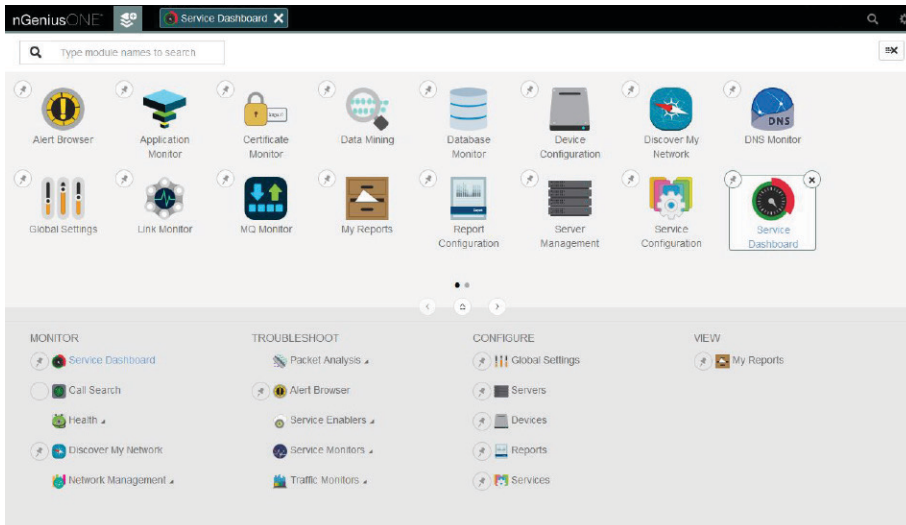 nGeniusONE™
Service Dashboard X
Type module names to search
Alert Browser
Application
Monitor
Certificate
Monitor
Data Mining
Database
Monitor
Device
Configuration
Discover My
Network
DNS
DNS Monitor
Global Settings
Link Monitor
MQ Monitor
My Reports
Report
Configuration
Server
Management
Service
Configuration
Service
Dashboard
MONITOR
Service Dashboard
Call Search
Health
Discover My Network
Network Management
TROUBLESHOOT
Packet Analysis
Alert Browser
Service Enablers
Service Monitors
Traffic Monitors
CONFIGURE
Global Settings
Servers
Devices
Reports
Services
VIEW
My Reports